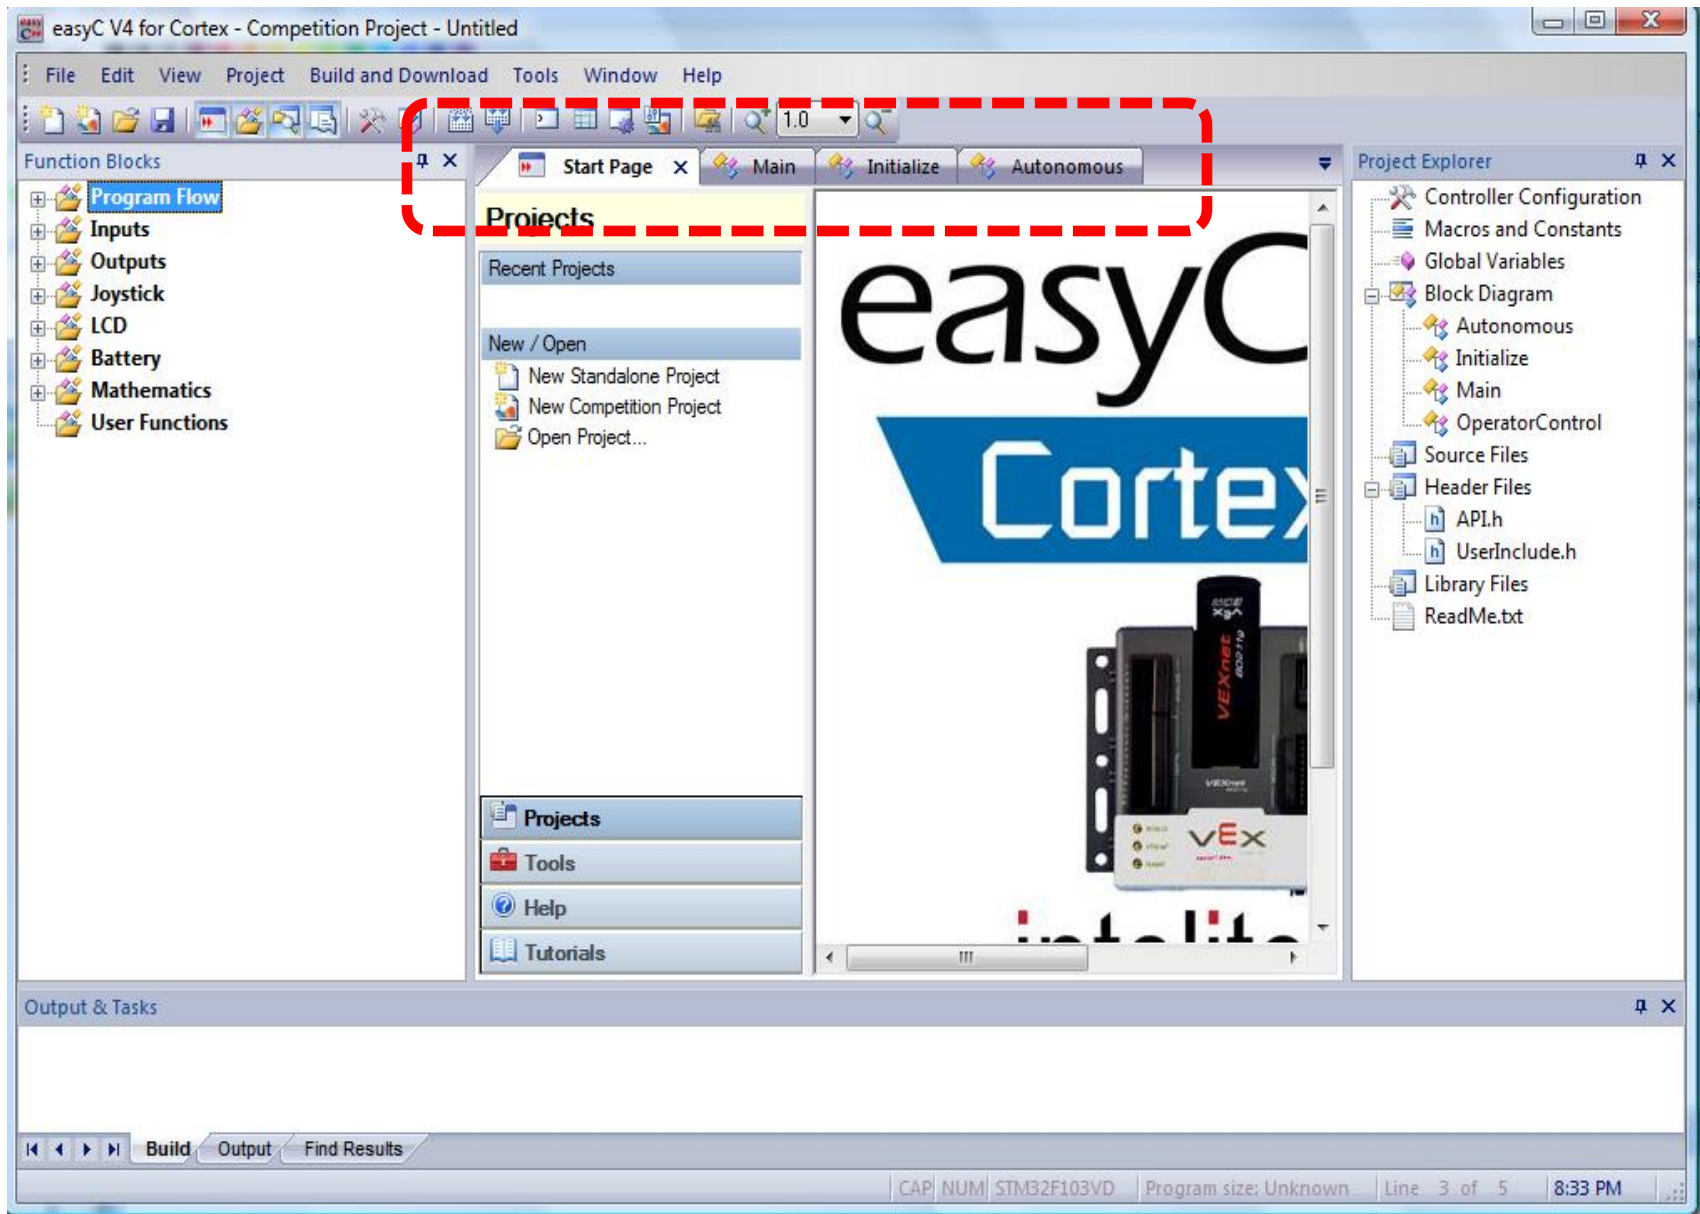 easyC V4 for Cortex - Competition Project - Untitled
File Edit View Project Build and Download Tools Window Help
1.0
Function Blocks
Program Flow
Inputs
Outputs
Joystick
LCD
Battery
Mathematics
User Functions
Start Page Main Initialize Autonomous
Projects
Recent Projects
New / Open
New Standalone Project
New Competition Project
Open Project...
Projects
Tools
Help
Tutorials
easyC
Cortex
VEXnet
802.11g
VEXnet
vEx
intelite
Project Explorer
Controller Configuration
Macros and Constants
Global Variables
Block Diagram
Autonomous
Initialize
Main
OperatorControl
Source Files
Header Files
API.h
UserInclude.h
Library Files
ReadMe.txt
Output & Tasks
Build Output Find Results
CAP NUM STM32F103VD Program size: Unknown Line 3 of 5 8:33 PM